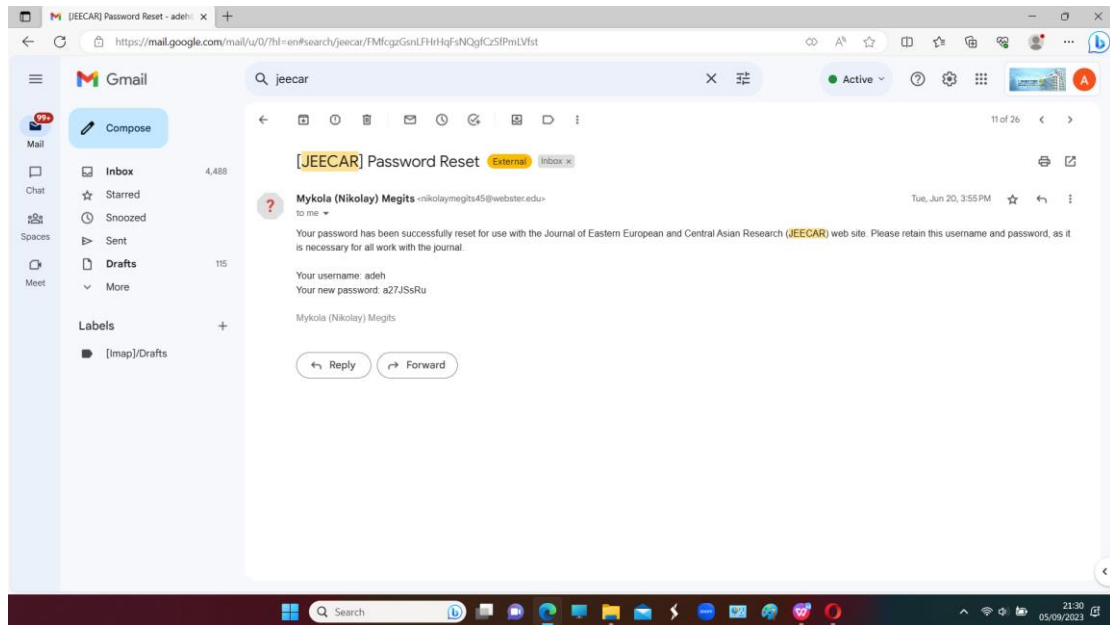 [JEECAR] Password Reset - adeh
https://mail.google.com/mail/u/0/?hl=en#search/jeecar/FMfcgzGsnLFHrHqFsNQgfCzSfPmLVfst
Gmail
jeecar
Active
A
99+
Mail
Chat
Spaces
Meet
Compose
Inbox 4,488
Starred
Snoozed
Sent
Drafts 115
More
Labels +
[Imap]/Drafts
11 of 26
[JEECAR] Password Reset External Inbox x
Mykola (Nikolay) Megits <nikolaymegits45@webster.edu> Tue, Jun 20, 3:55 PM
to me
Your password has been successfully reset for use with the Journal of Eastern European and Central Asian Research (JEECAR) web site. Please retain this username and password, as it
is necessary for all work with the journal.
Your username: adeh
Your new password: a27JSsRu
Mykola (Nikolay) Megits
Reply Forward
Search
21:30
05/09/2023